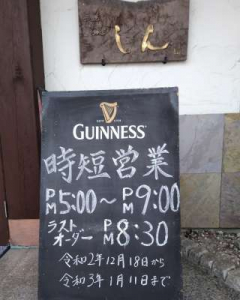 しん
GUINNESS
時短営業
PM5:00～PM9:00
ラストオーダー PM8:30
令和2年12月18日から
令和3年1月11日まで